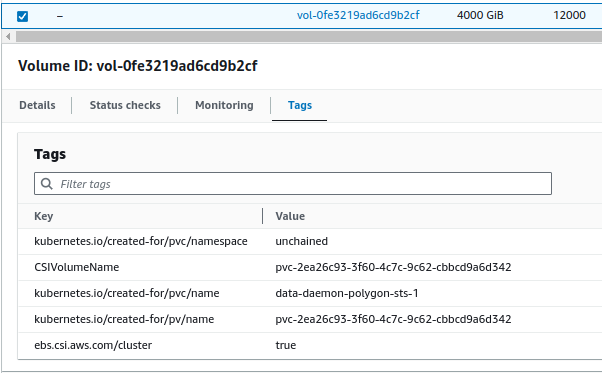 – vol-0fe3219ad6cd9b2cf 4000 GiB 12000
Volume ID: vol-0fe3219ad6cd9b2cf
Details Status checks Monitoring Tags
Tags
Filter tags
Key Value
kubernetes.io/created-for/pvc/namespace unchained
CSIVolumeName pvc-2ea26c93-3f60-4c7c-9c62-cbbcd9a6d342
kubernetes.io/created-for/pvc/name data-daemon-polygon-sts-1
kubernetes.io/created-for/pv/name pvc-2ea26c93-3f60-4c7c-9c62-cbbcd9a6d342
ebs.csi.aws.com/cluster true